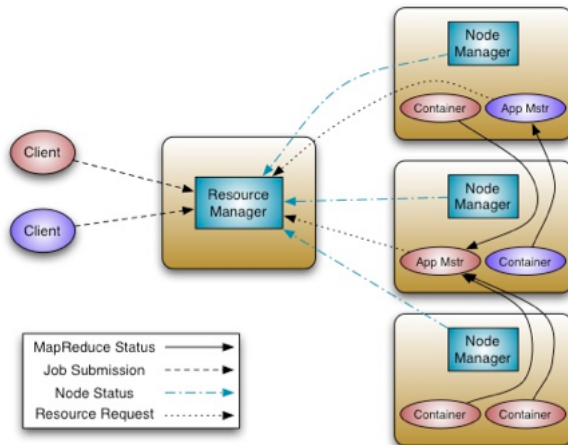 Node
Manager
Container
App Mstr
Client
Resource
Manager
Node
Manager
Client
App Mstr
Container
Node
Manager
MapReduce Status
Job Submission
Node Status
Resource Request
Container
Container